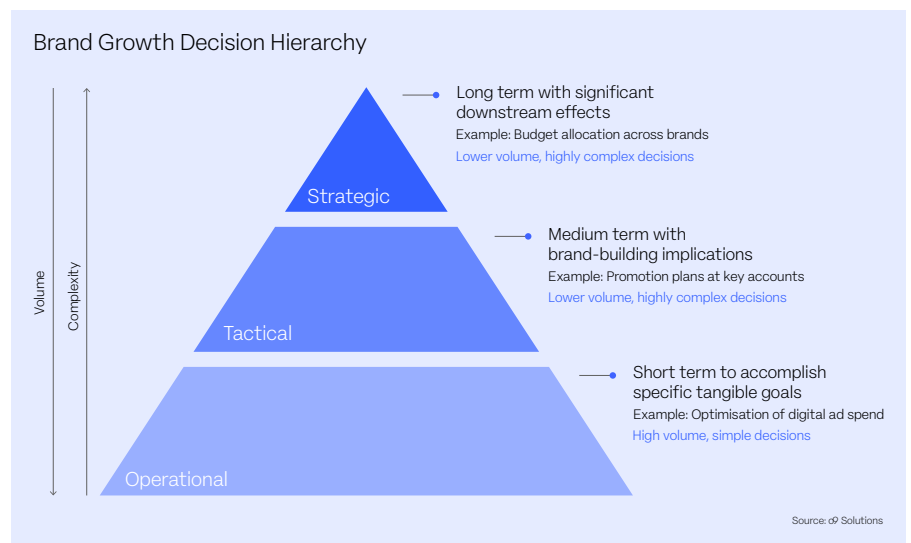 Brand Growth Decision Hierarchy
Volume
Complexity
Strategic
Long term with significant
downstream effects
Example: Budget allocation across brands
Lower volume, highly complex decisions
Tactical
Medium term with
brand-building implications
Example: Promotion plans at key accounts
Lower volume, highly complex decisions
Operational
Short term to accomplish
specific tangible goals
Example: Optimisation of digital ad spend
High volume, simple decisions
Source: o9 Solutions